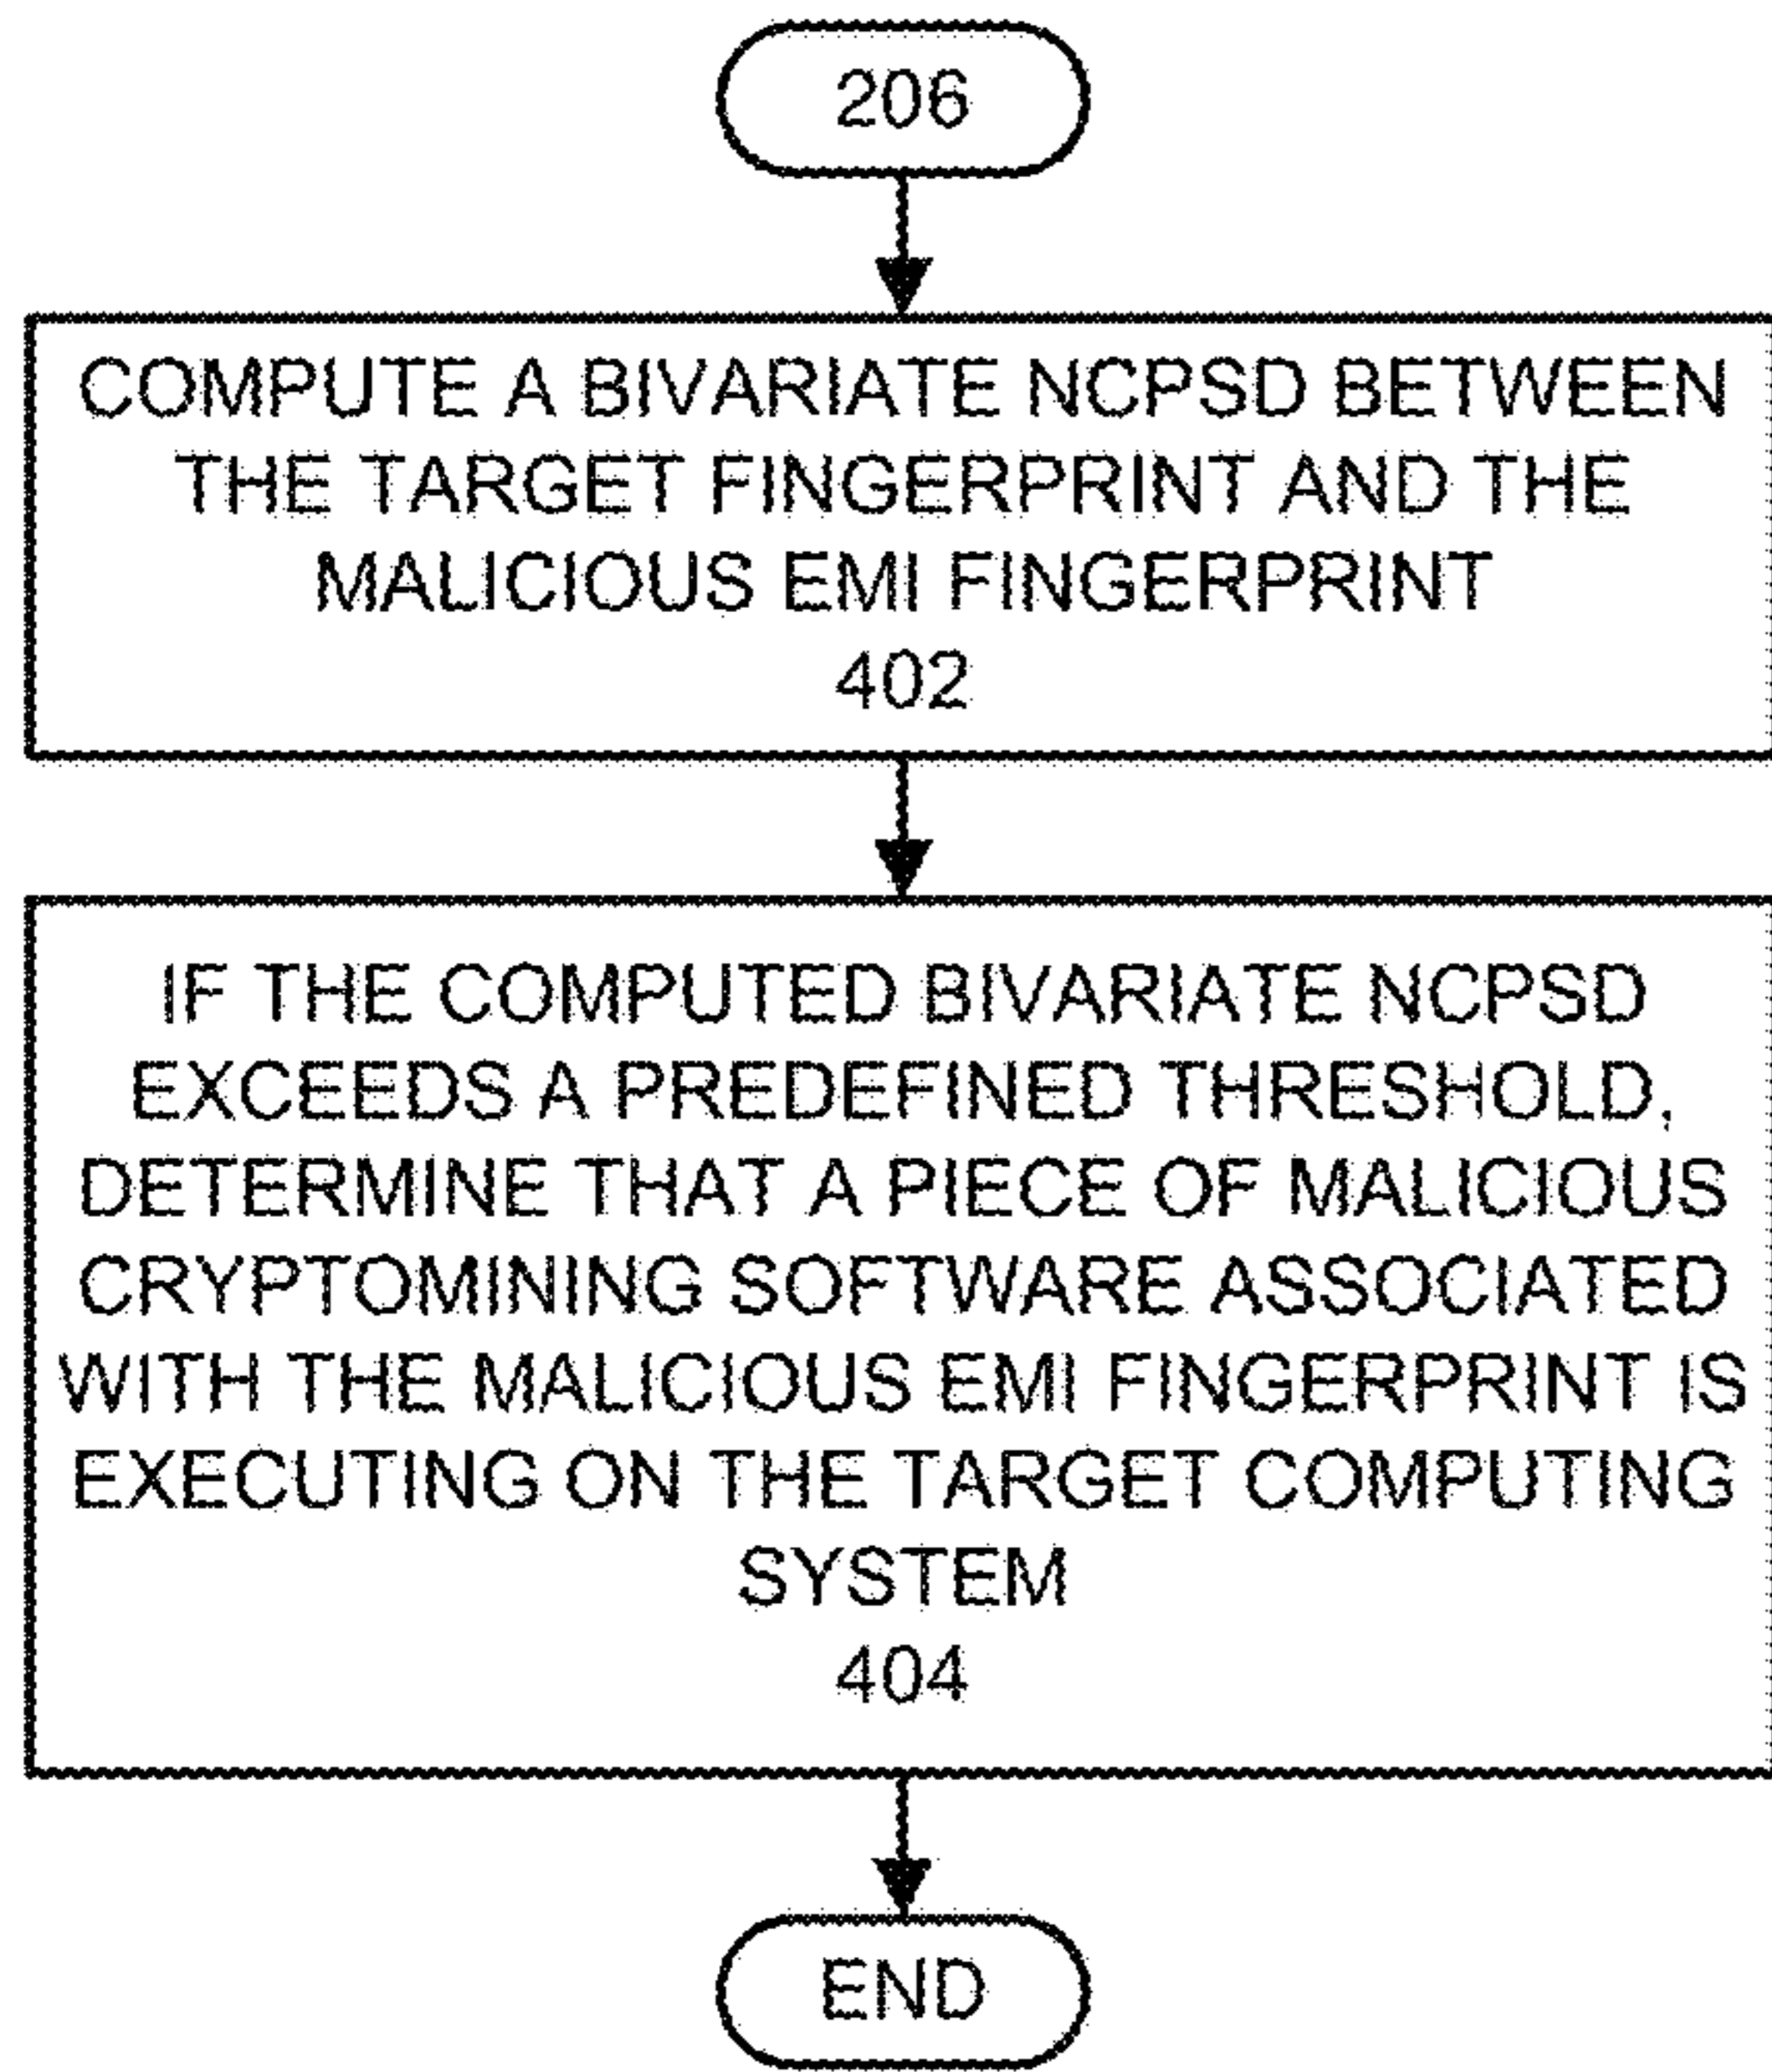 206
COMPUTE A BIVARIATE NCPSD BETWEEN
THE TARGET FINGERPRINT AND THE
MALICIOUS EMI FINGERPRINT
402
IF THE COMPUTED BIVARIATE NCPSD
EXCEEDS A PREDEFINED THRESHOLD,
DETERMINE THAT A PIECE OF MALICIOUS
CRYPTOMINING SOFTWARE ASSOCIATED
WITH THE MALICIOUS EMI FINGERPRINT IS
EXECUTING ON THE TARGET COMPUTING
SYSTEM
404
END